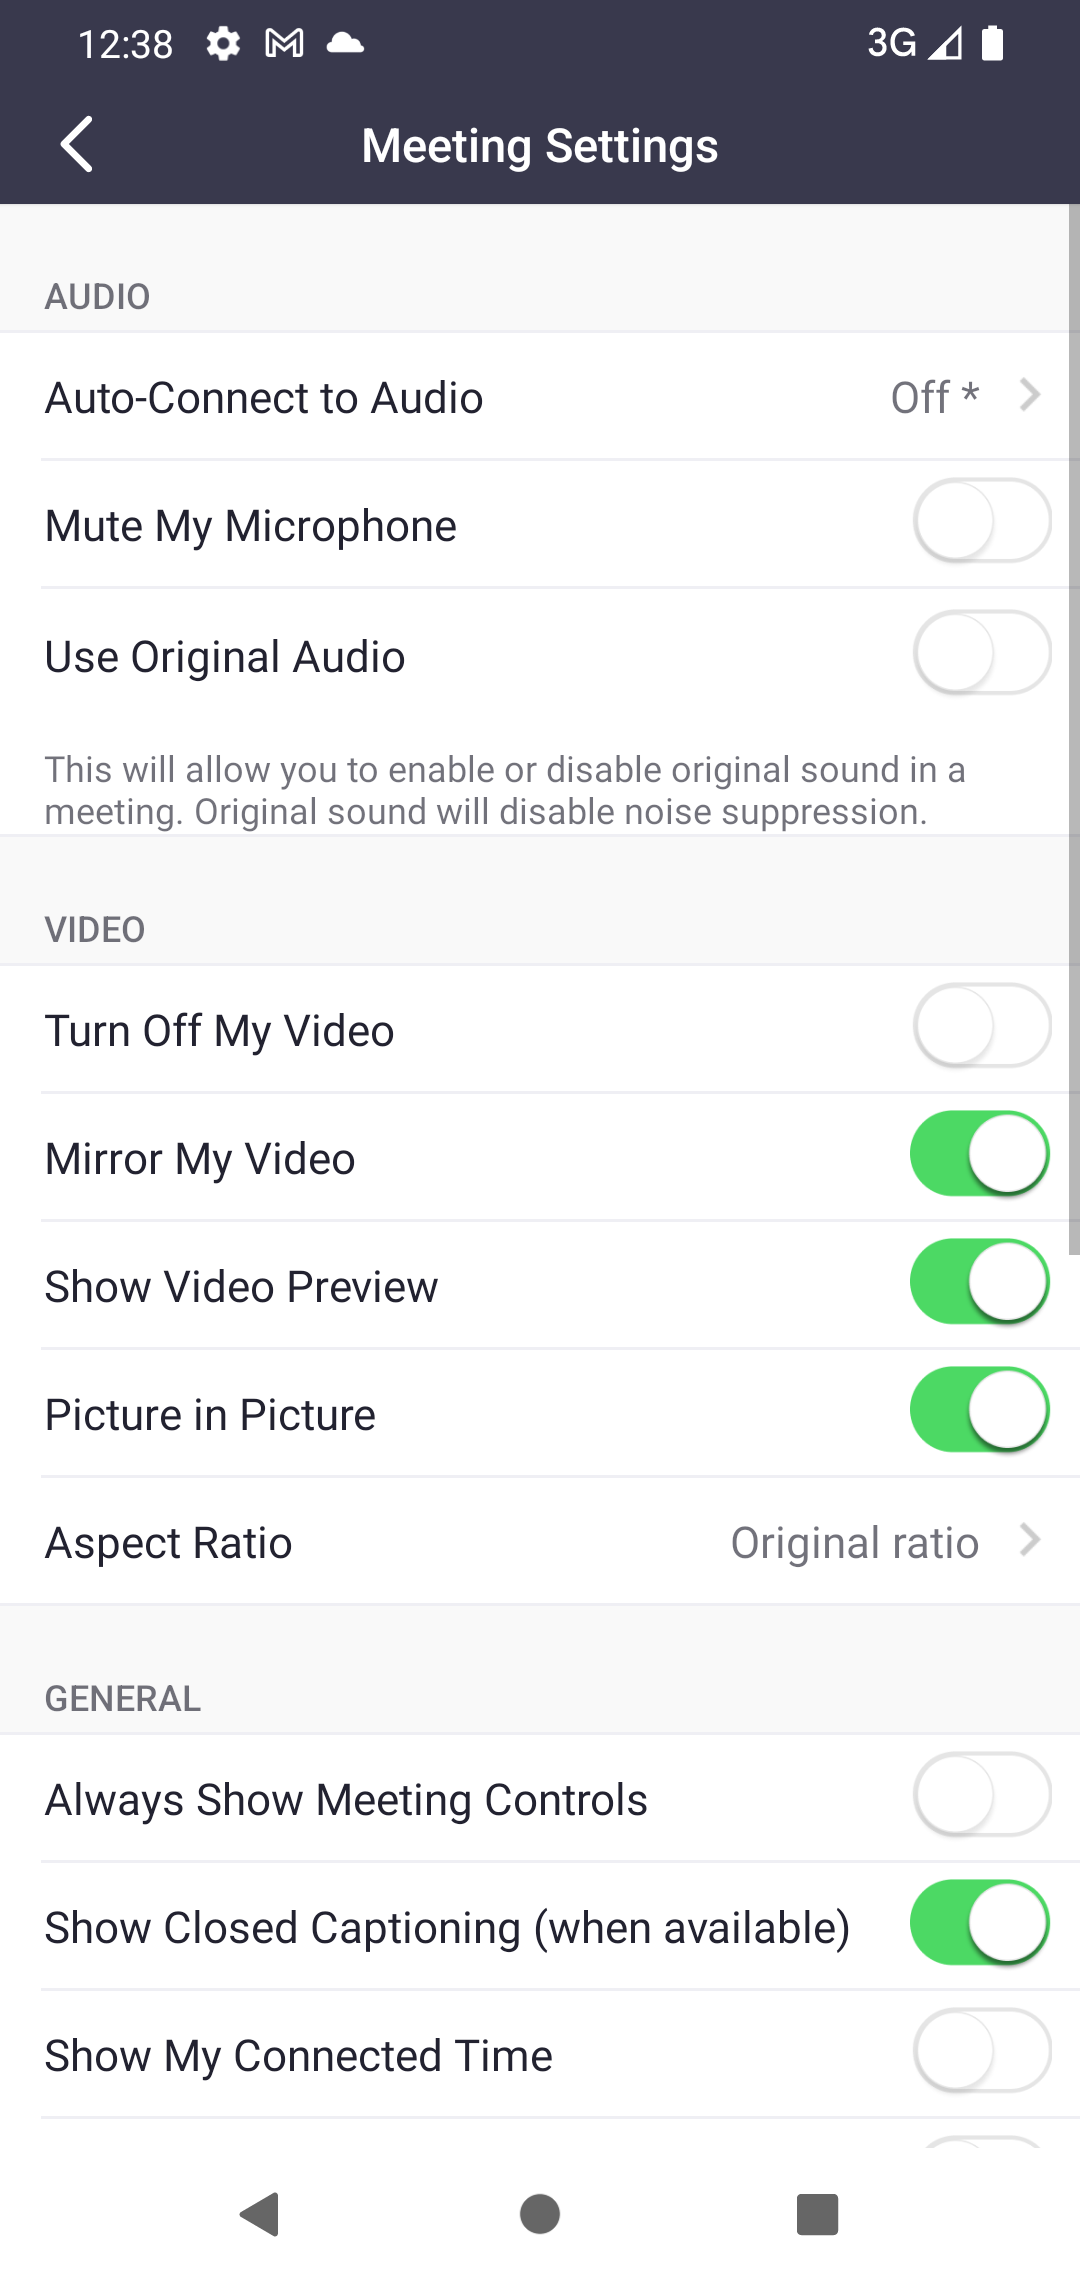 12:38
3G
Meeting Settings
AUDIO
Auto-Connect to Audio Off *
Mute My Microphone
Use Original Audio
This will allow you to enable or disable original sound in a
meeting. Original sound will disable noise suppression.
VIDEO
Turn Off My Video
Mirror My Video
Show Video Preview
Picture in Picture
Aspect Ratio Original ratio
GENERAL
Always Show Meeting Controls
Show Closed Captioning (when available)
Show My Connected Time